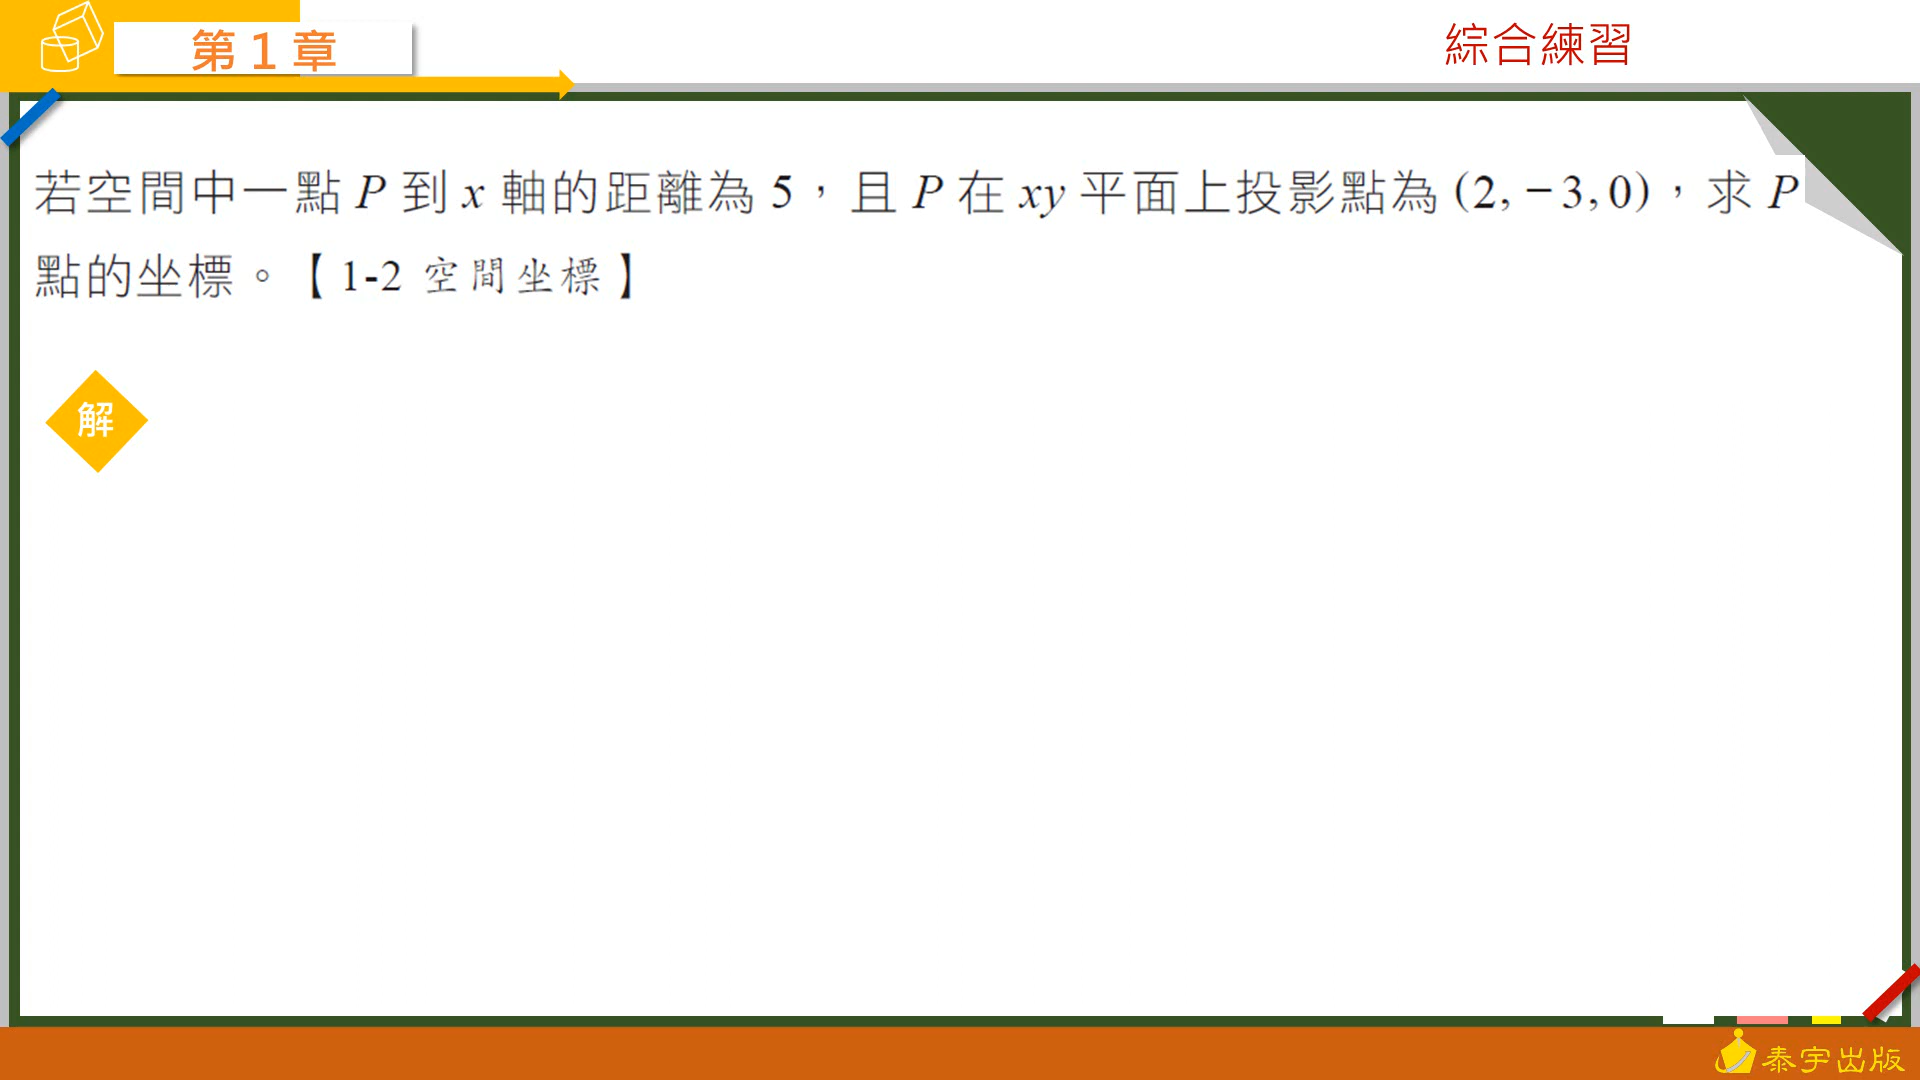 第 1 章
綜合練習
若空間中一點 P 到 x 軸的距離為 5，且 P 在 xy 平面上投影點為 (2, −3, 0)，求 P
點的坐標。【1-2 空間坐標】
解
泰宇出版